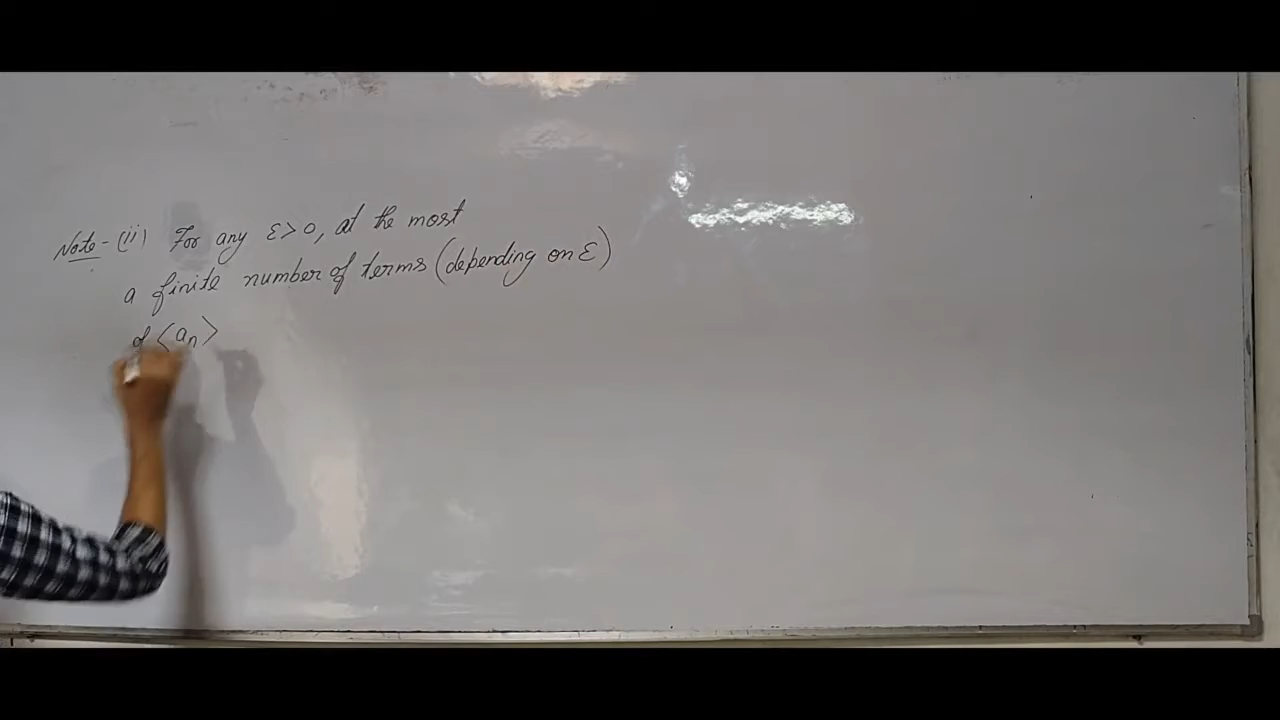 Note - (ii) For any ε > 0, at the most
a finite number of terms (depending on ε)
of <aₙ>